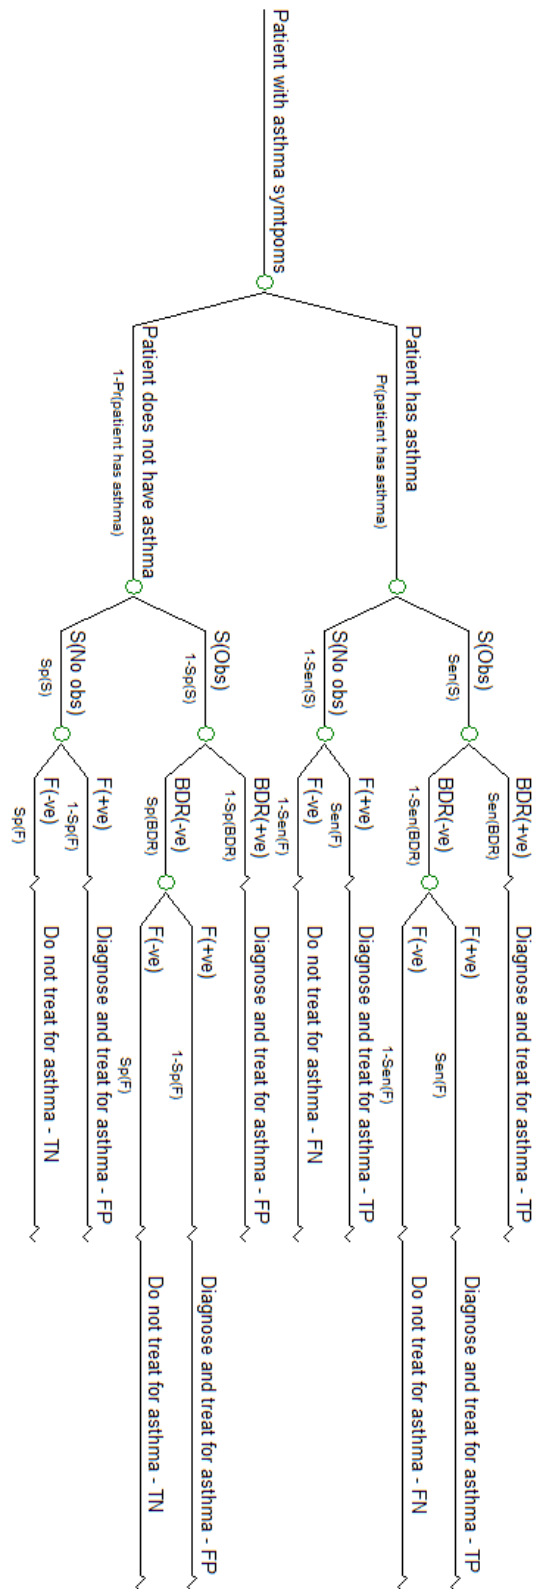 Patient with asthma symtpoms
Patient has asthma
Pr(patient has asthma)
S(Obs)
Sen(S)
BDR(+ve)
Sen(BDR)
Diagnose and treat for asthma - TP
BDR(-ve)
1-Sen(BDR)
F(+ve)
Sen(F)
Diagnose and treat for asthma - TP
F(-ve)
1-Sen(F)
Do not treat for asthma - FN
S(No obs)
1-Sen(S)
F(+ve)
Sen(F)
Diagnose and treat for asthma - TP
F(-ve)
1-Sen(F)
Do not treat for asthma - FN
Patient does not have asthma
1-Pr(patient has asthma)
S(Obs)
1-Sp(S)
BDR(+ve)
1-Sp(BDR)
Diagnose and treat for asthma - FP
BDR(-ve)
Sp(BDR)
F(+ve)
1-Sp(F)
Diagnose and treat for asthma - FP
F(-ve)
Sp(F)
Do not treat for asthma - TN
S(No obs)
Sp(S)
F(+ve)
1-Sp(F)
Diagnose and treat for asthma - FP
F(-ve)
Sp(F)
Do not treat for asthma - TN